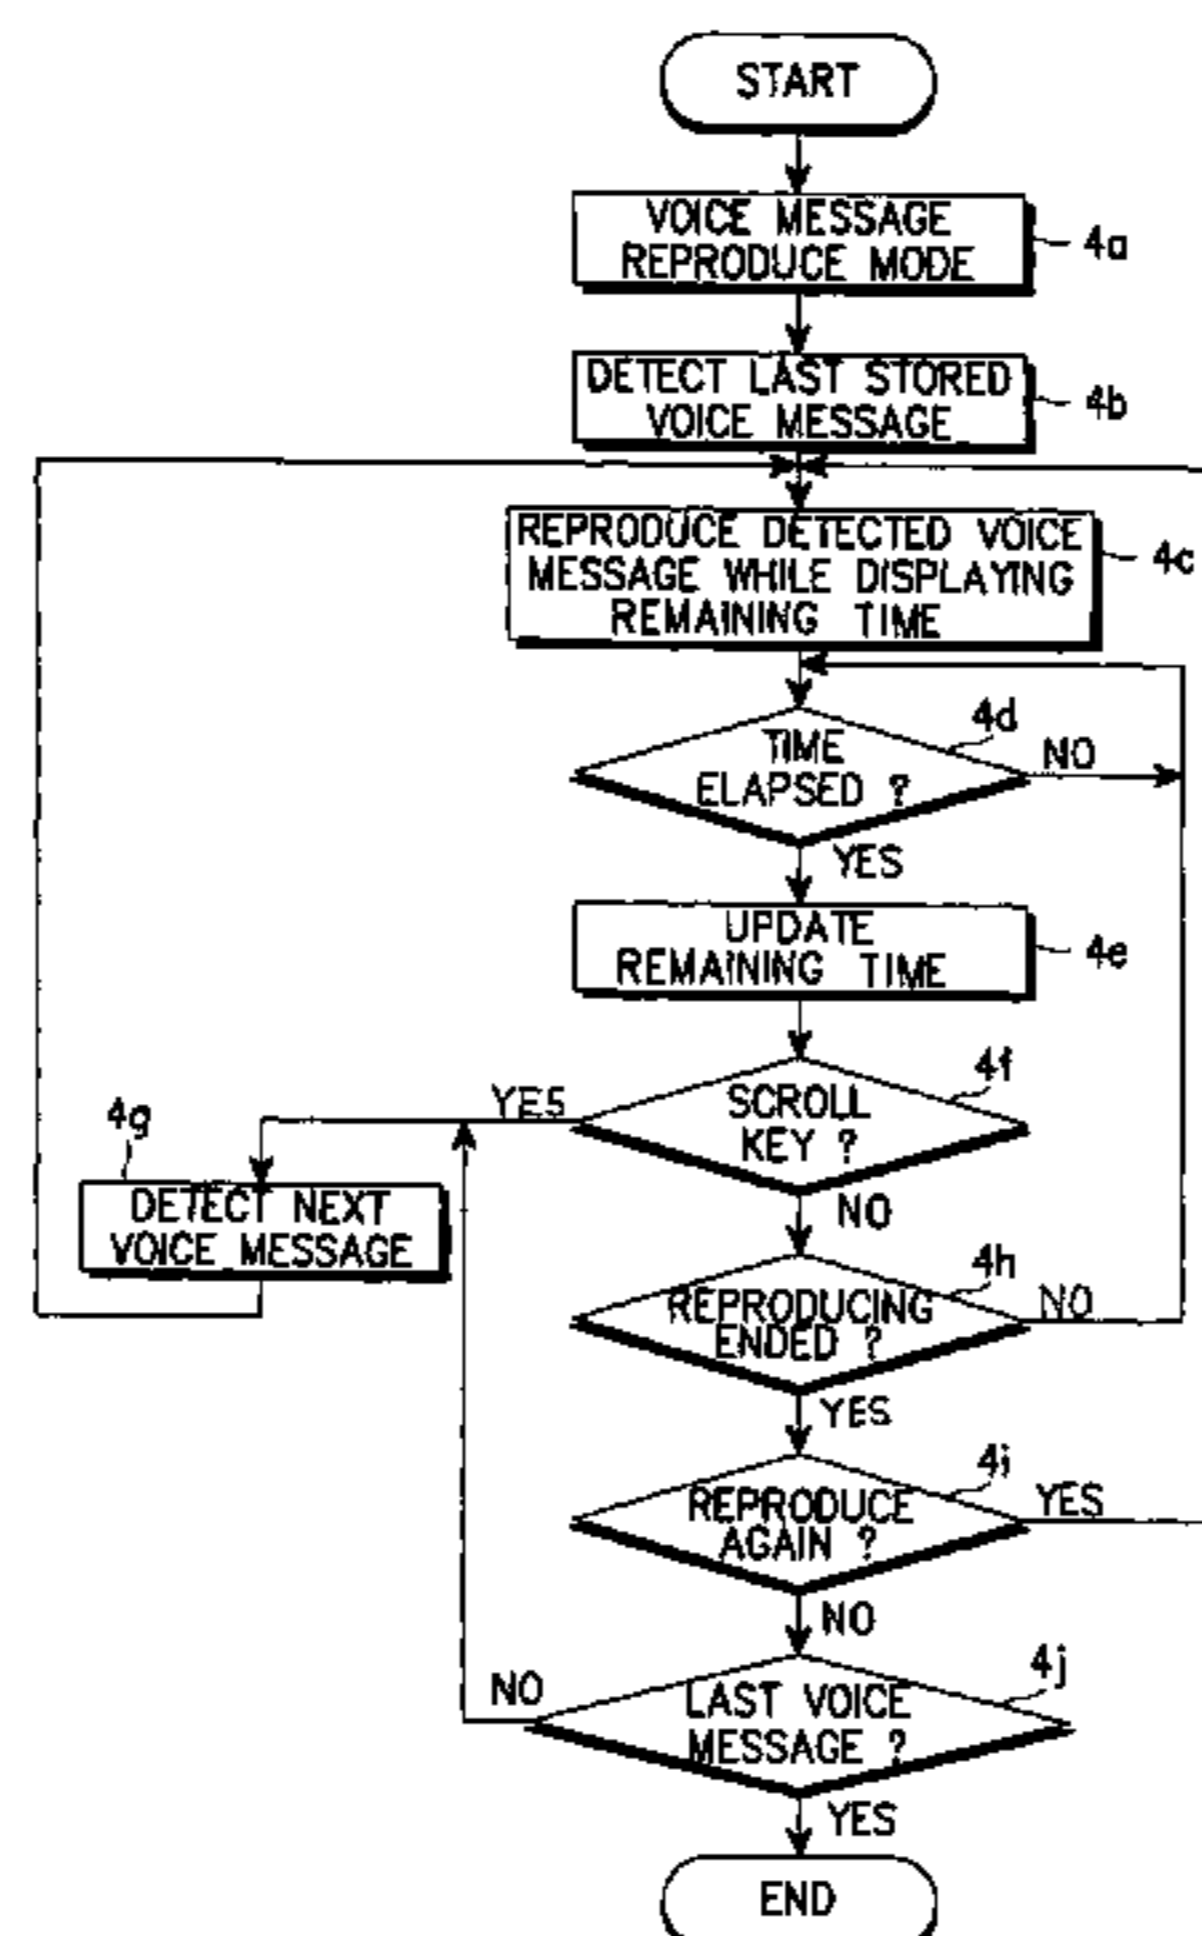 START
VOICE MESSAGE
REPRODUCE MODE
4a
DETECT LAST STORED
VOICE MESSAGE
4b
REPRODUCE DETECTED VOICE
MESSAGE WHILE DISPLAYING
REMAINING TIME
4c
4d
TIME
ELAPSED ?
NO
YES
UPDATE
REMAINING TIME
4e
4f
SCROLL
KEY ?
YES
NO
4g
DETECT NEXT
VOICE MESSAGE
4h
REPRODUCING
ENDED ?
NO
YES
4i
REPRODUCE
AGAIN ?
YES
NO
4j
LAST VOICE
MESSAGE ?
NO
YES
END